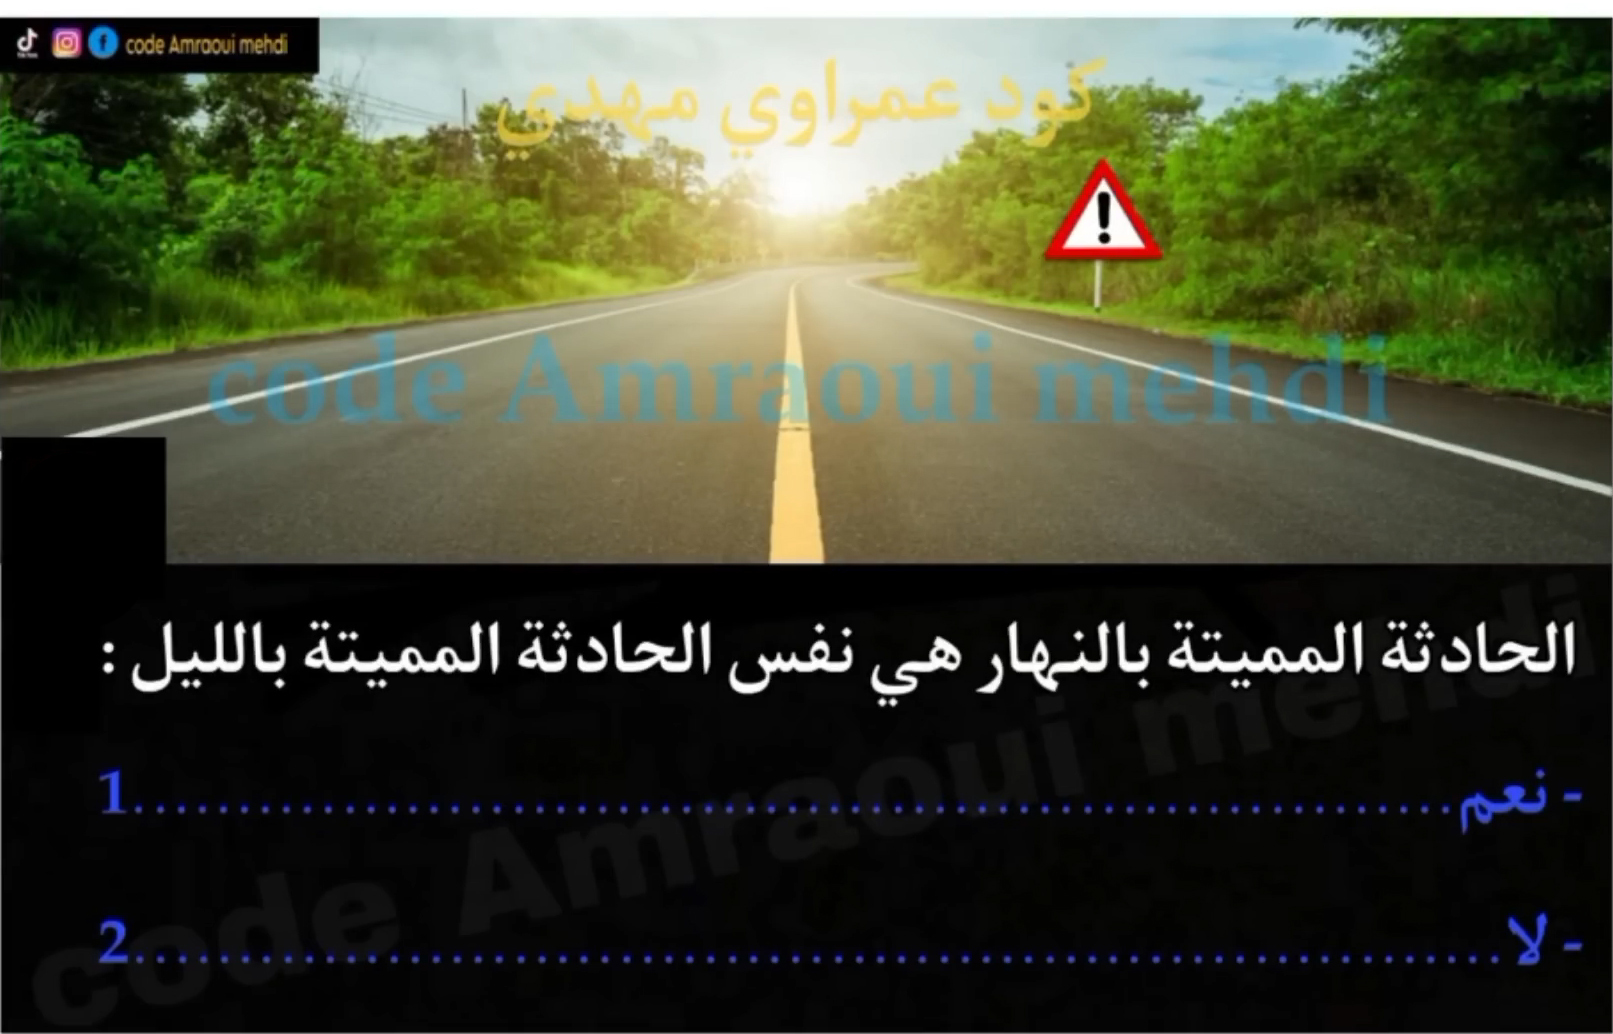 code Amraoui mehdi
كود عمراوي مهدي
!
code Amraoui mehdi
الحادثة المميتة بالنهار هي نفس الحادثة المميتة بالليل :
- نعم......................................................1
- لا......................................................2
code Amraoui mehdi